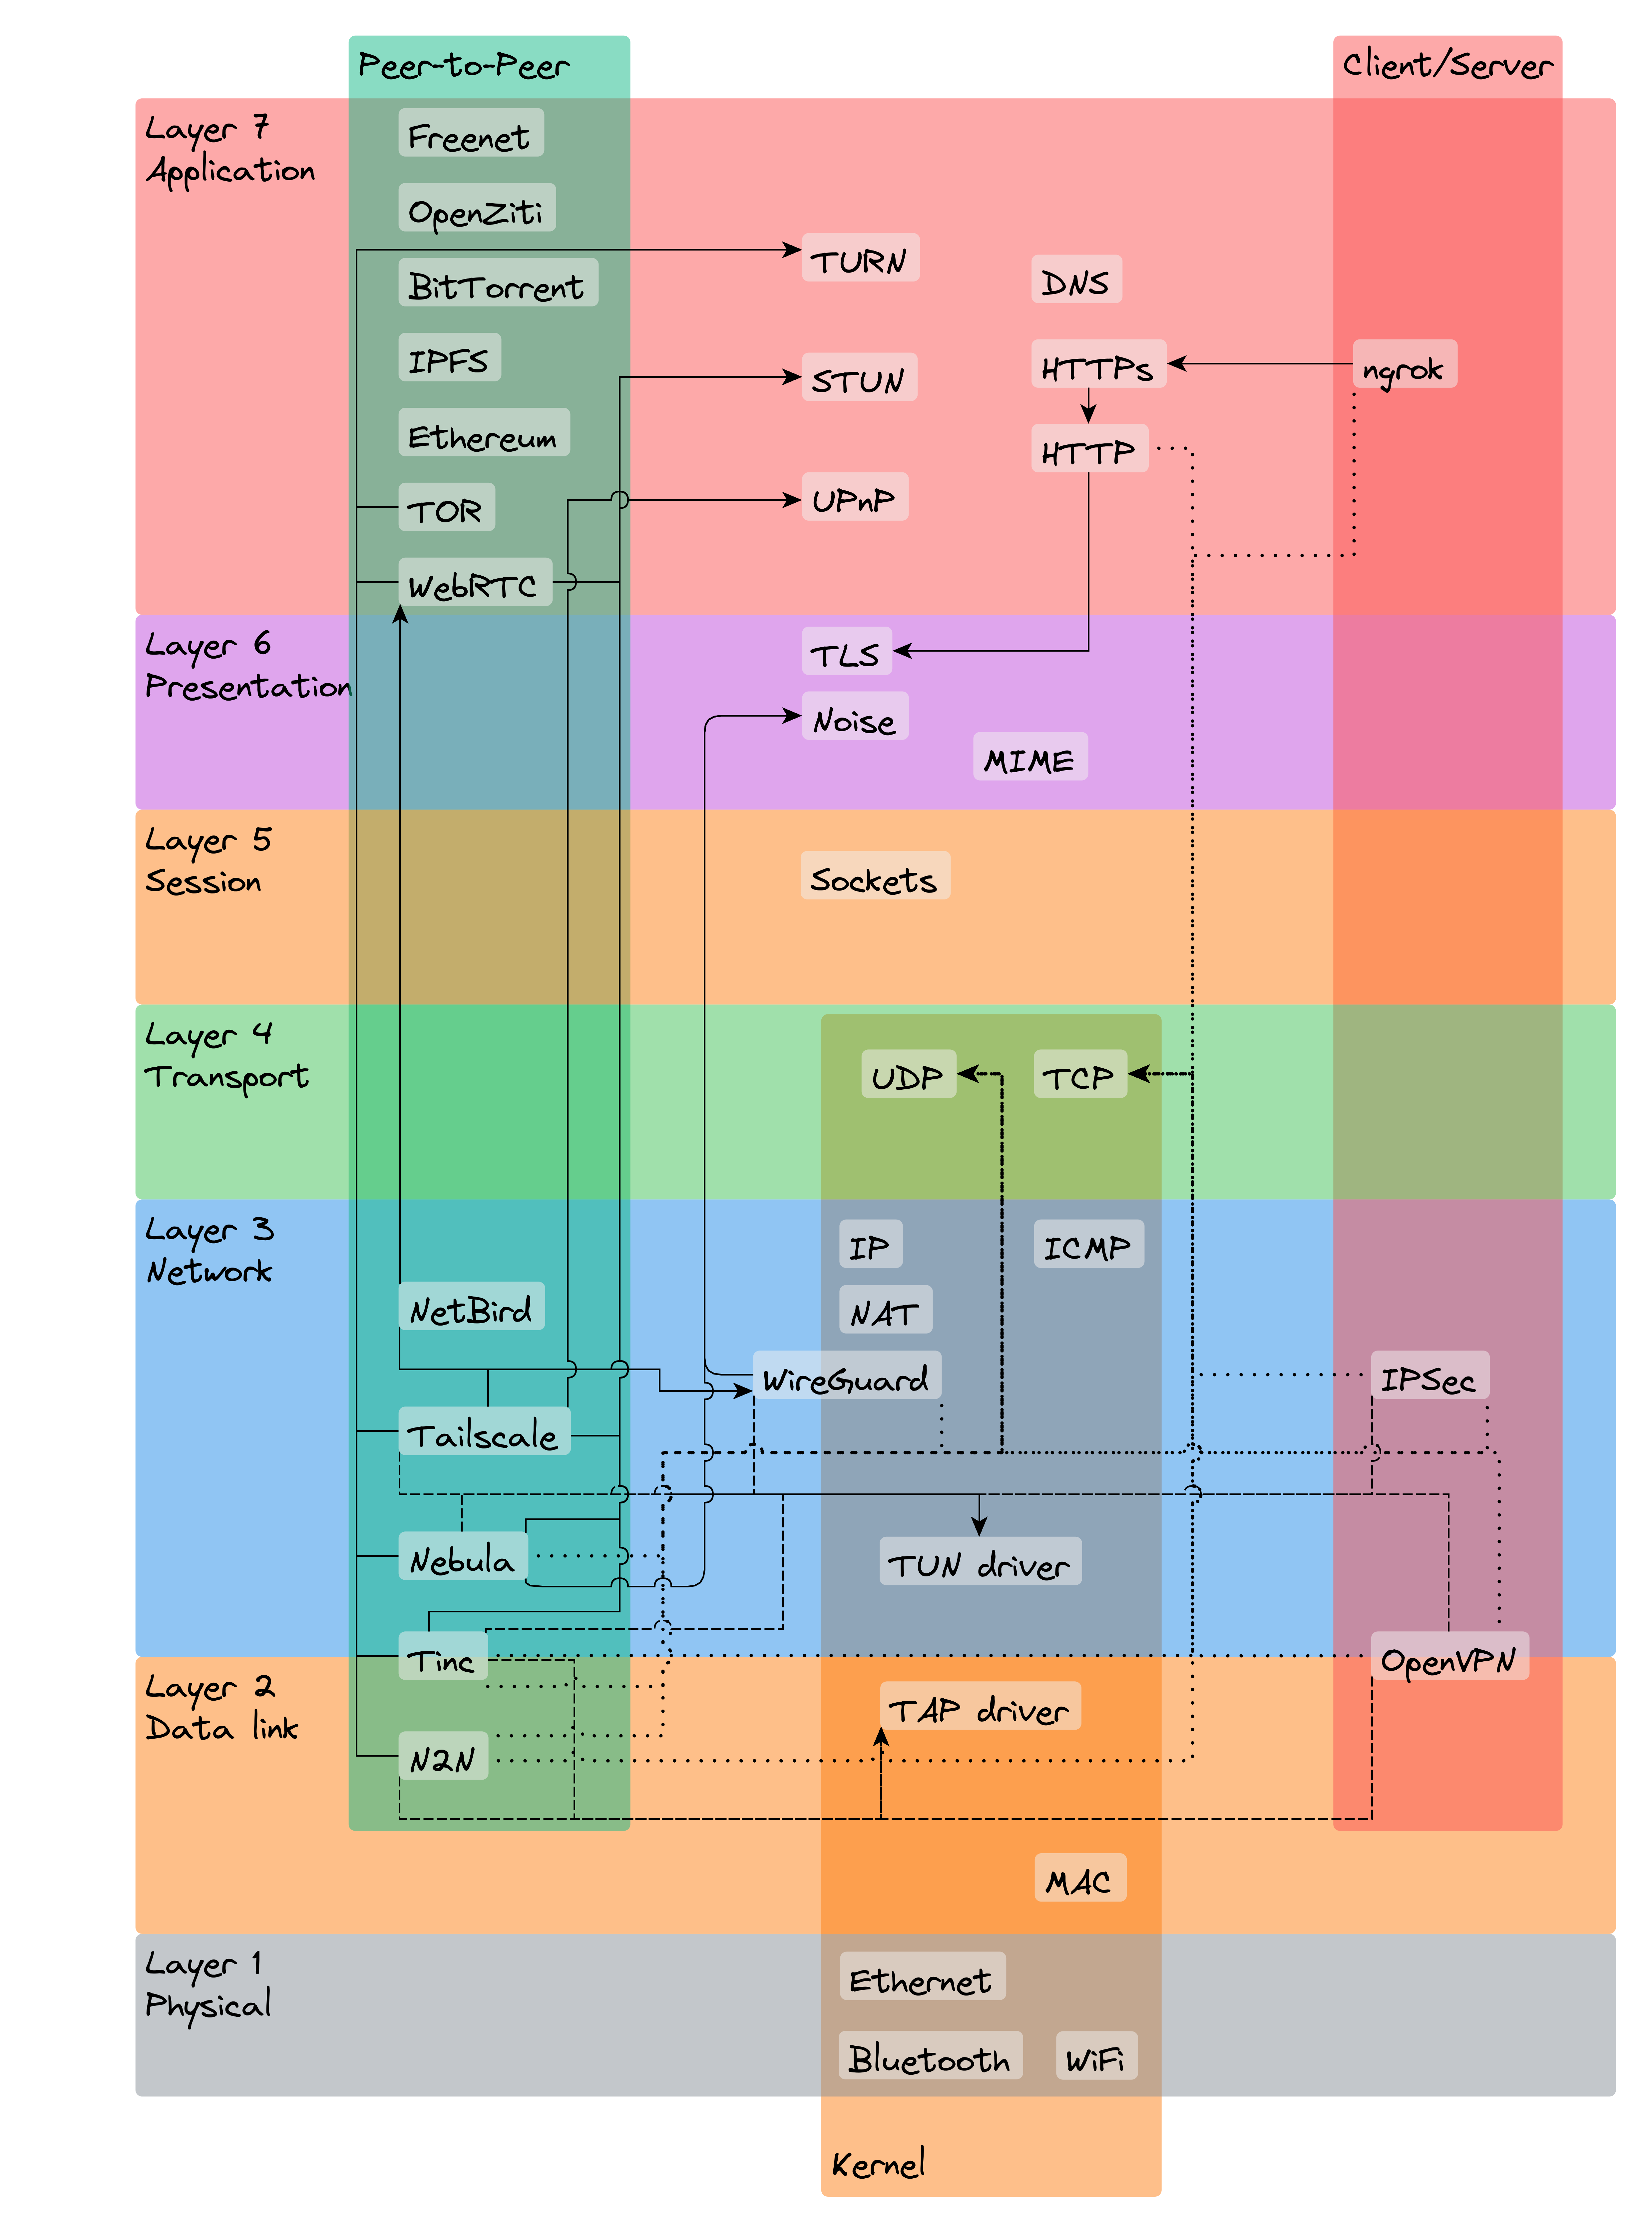 Peer-to-Peer
Client/Server
Layer 7
Application
Freenet
OpenZiti
TURN
BitTorrent
DNS
IPFS
STUN
HTTPs
ngrok
Ethereum
HTTP
TOR
UPnP
WebRTC
Layer 6
Presentation
TLS
Noise
MIME
Layer 5
Session
Sockets
Layer 4
Transport
UDP
TCP
Layer 3
Network
IP
ICMP
NetBird
NAT
WireGuard
IPSec
Tailscale
Nebula
TUN driver
Tinc
OpenVPN
Layer 2
Data link
TAP driver
N2N
MAC
Layer 1
Physical
Ethernet
Bluetooth
WiFi
Kernel